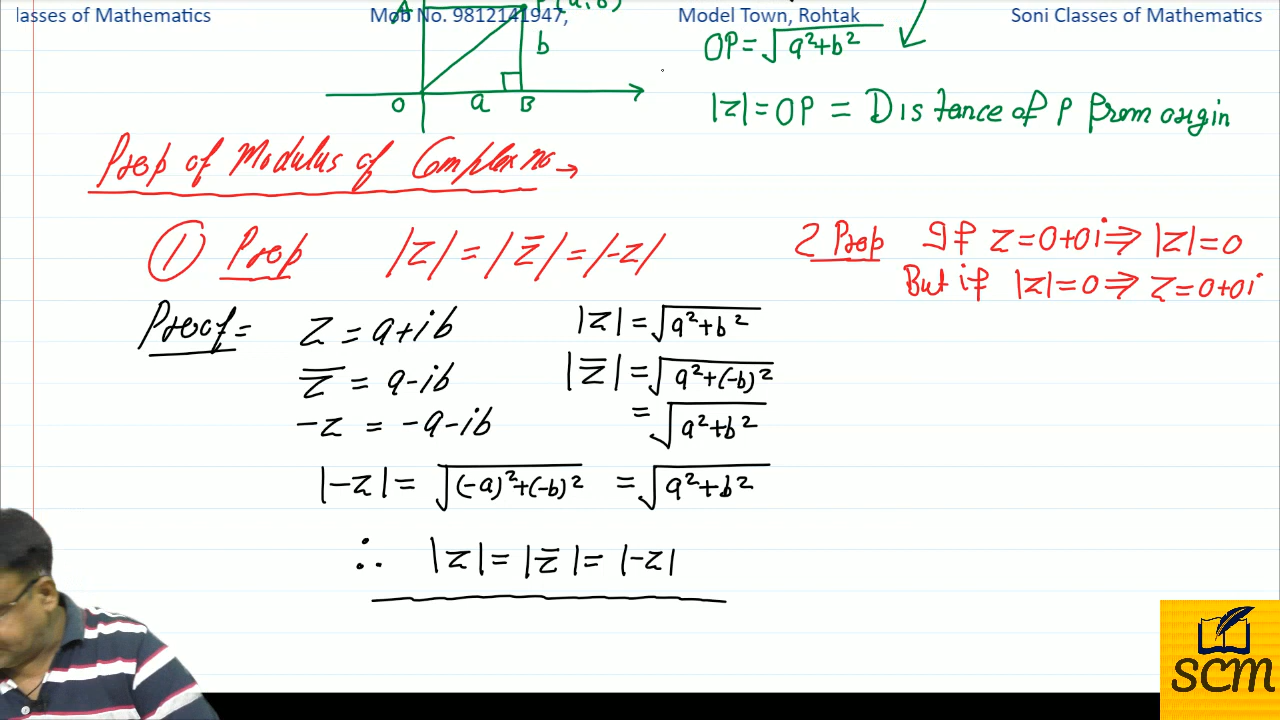 lasses of Mathematics Mob No. 9812141947, Model Town, Rohtak Soni Classes of Mathematics
b
OP = √a²+b²
O a B
|z| = OP = Distance of P from origin
Prop of Modulus of Complex no →
① Prop |z| = |z̅| = |-z|
2 Prop If z = 0+0i ⇒ |z| = 0
But if |z| = 0 ⇒ z = 0+0i
Proof = z = a+ib |z| = √a²+b²
z̅ = a-ib |z̅| = √a²+(-b)²
-z = -a-ib = √a²+b²
|-z| = √(-a)²+(-b)² = √a²+b²
∴ |z| = |z̅| = |-z|
SCM